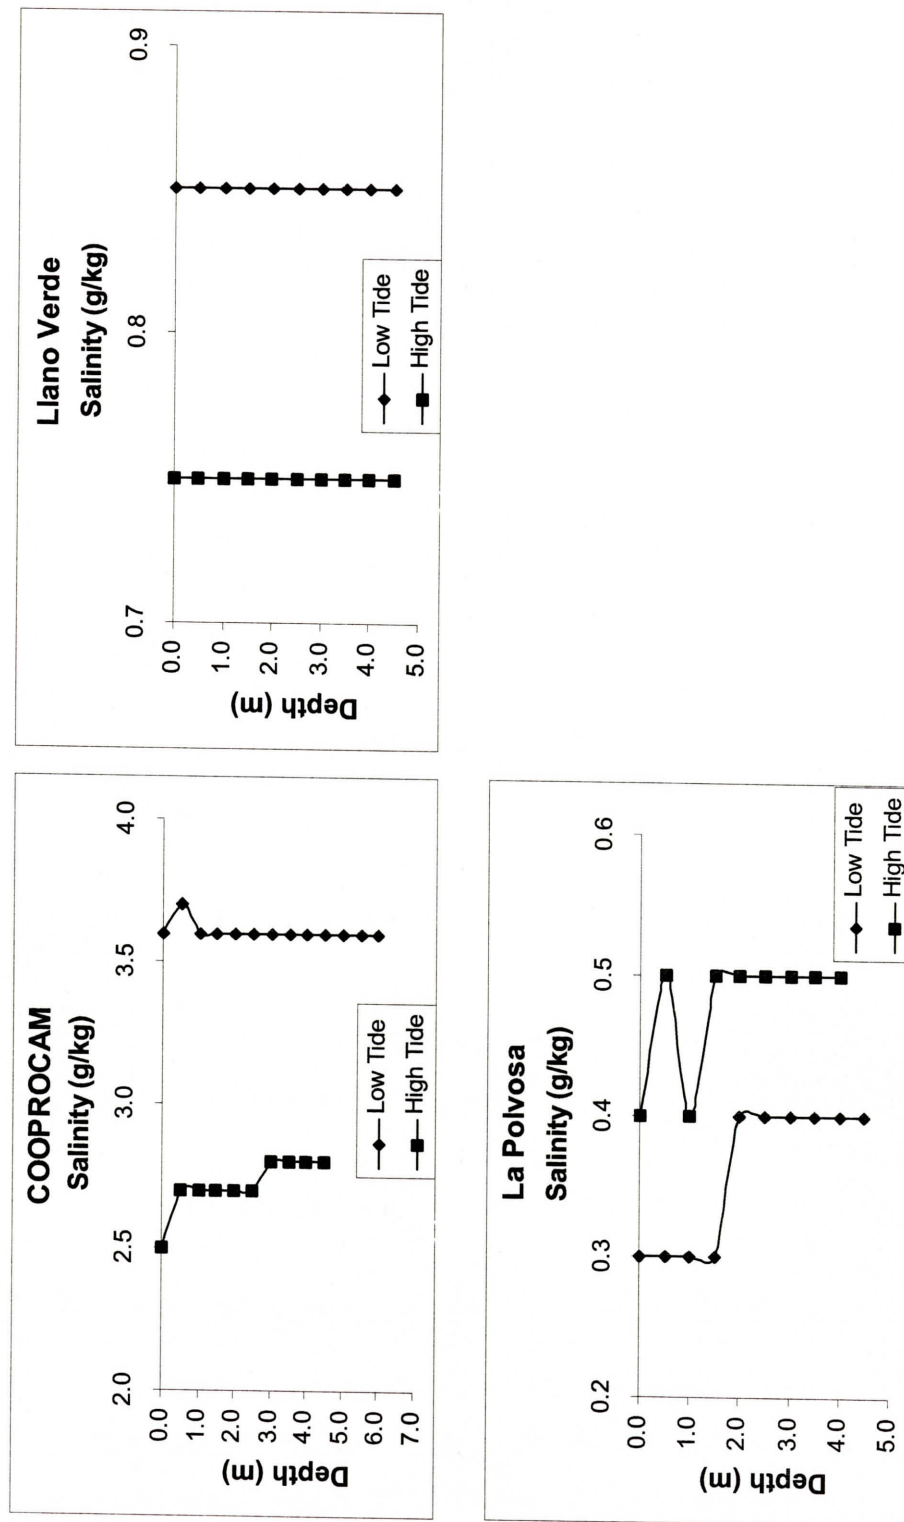 COOPROCAM
Salinity (g/kg)
2.0 2.5 3.0 3.5 4.0
0.0
1.0
2.0
3.0
4.0
5.0
6.0
7.0
Depth (m)
Low Tide
High Tide
Llano Verde
Salinity (g/kg)
0.7 0.8 0.9
0.0
1.0
2.0
3.0
4.0
5.0
Depth (m)
Low Tide
High Tide
La Polvosa
Salinity (g/kg)
0.2 0.3 0.4 0.5 0.6
0.0
1.0
2.0
3.0
4.0
5.0
Depth (m)
Low Tide
High Tide